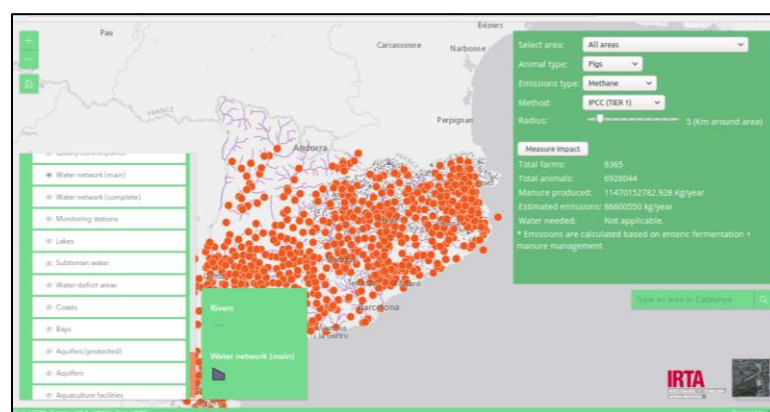 Béziers
Pau
Carcassonne
Narbonne
FRANCE
Perpignan
Andorra
Barcelona
+
−
Water network (main)
Water network (complete)
Monitoring stations
Lakes
Subterrain water
Water-deficit areas
Coasts
Bays
Aquifers (protected)
Aquifers
Aquaculture facilities
Rivers
Water network (main)
Select area: All areas
Animal type: Pigs
Emissions type: Methane
Method: IPCC (TIER 1)
Radius: 5 (Km around area)
Measure Impact
Total farms: 8365
Total animals: 6928044
Manure produced: 11470152782.928 Kg/year
Estimated emissions: 86600550 kg/year
Water needed: Not applicable.
* Emissions are calculated based on enteric fermentation +
manure management
Type an area in Catalunya
IRTA